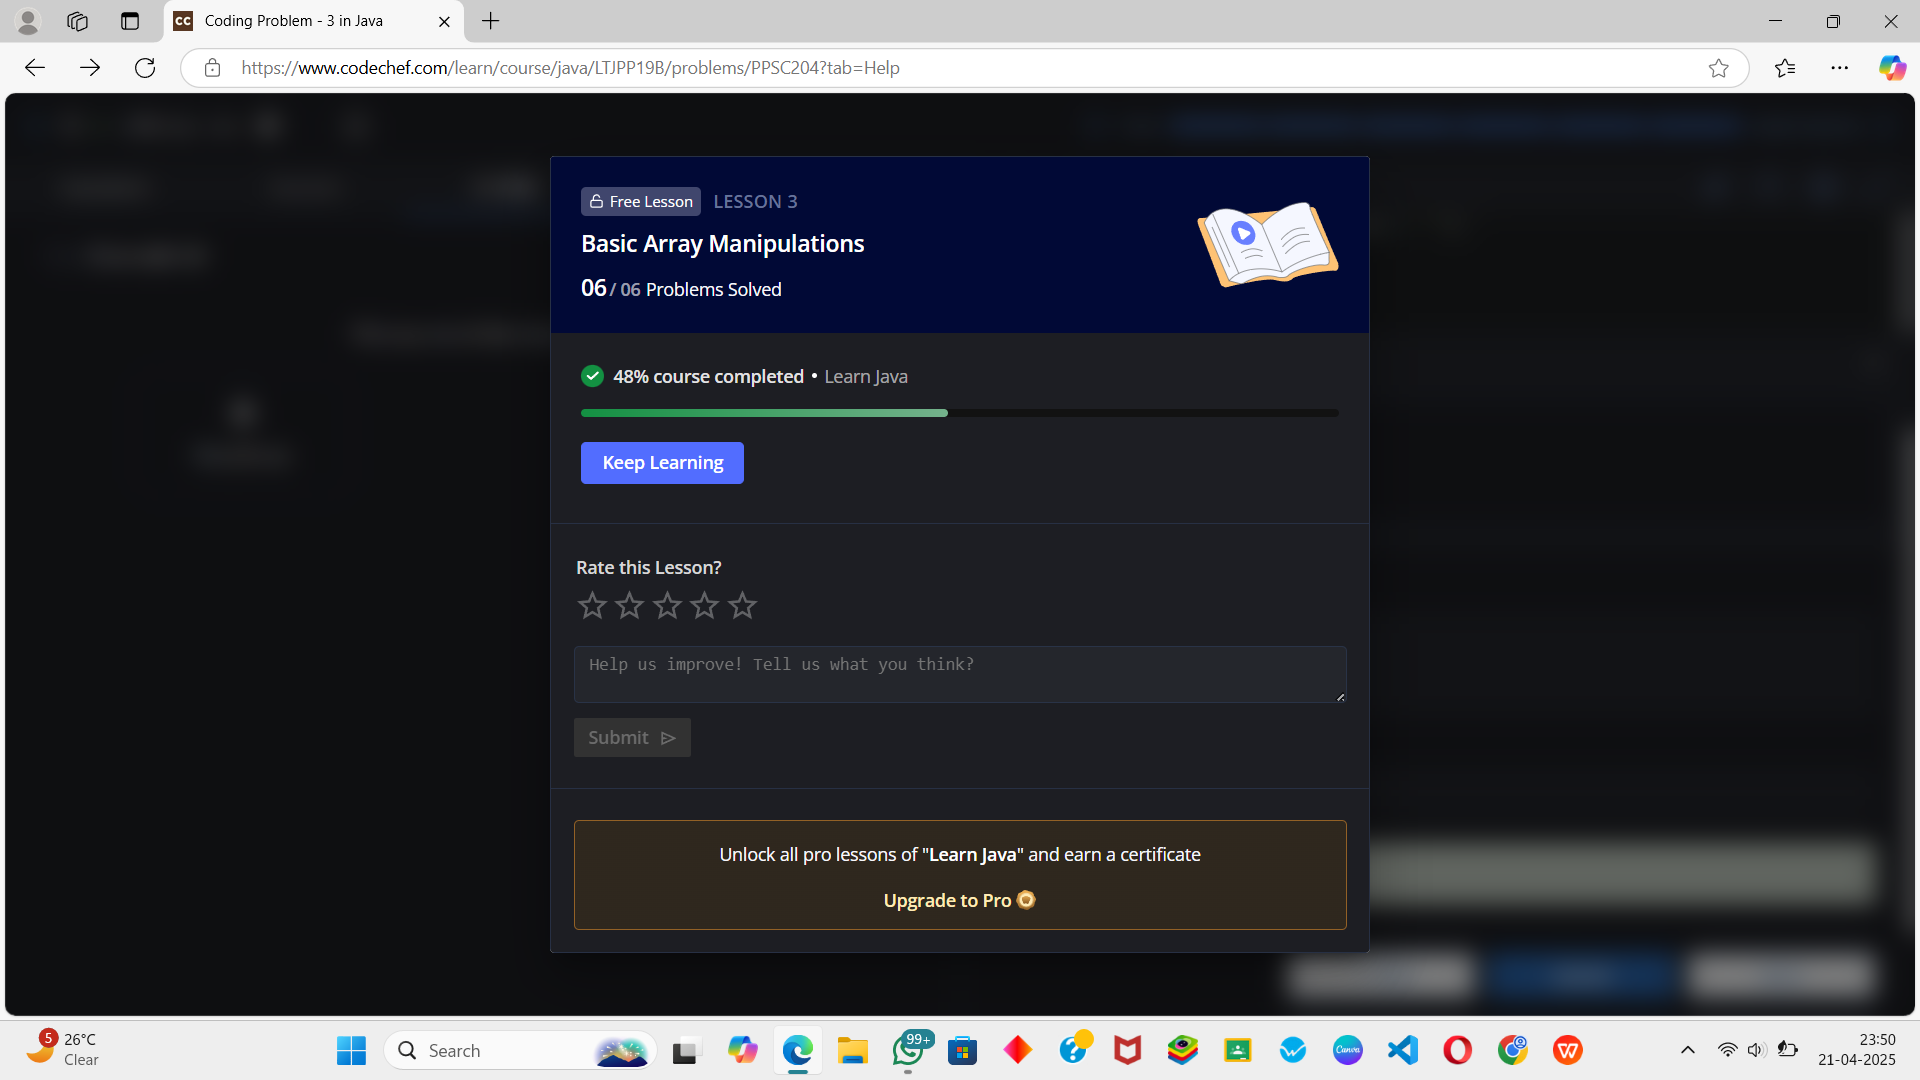 CC Coding Problem - 3 in Java
https://www.codechef.com/learn/course/java/LTJPP19B/problems/PPSC204?tab=Help
Free Lesson LESSON 3
Basic Array Manipulations
06 / 06 Problems Solved
48% course completed • Learn Java
Keep Learning
Rate this Lesson?
Help us improve! Tell us what you think?
Submit
Unlock all pro lessons of "Learn Java" and earn a certificate
Upgrade to Pro
5 26°C
Clear
Search
99+
Canva
23:50
21-04-2025